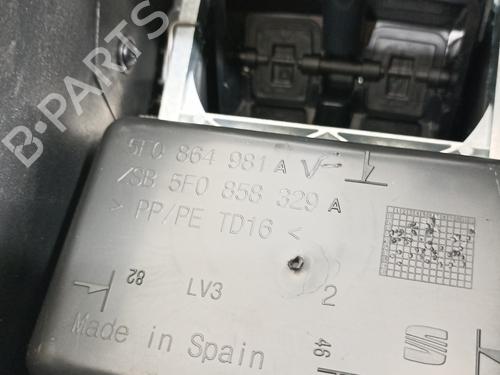 B-PARTS
5F0 864 981 A V
/SB 5F0 858 329 A
> PP/PE TD16 <
82
LV3
2
46
Made in Spain